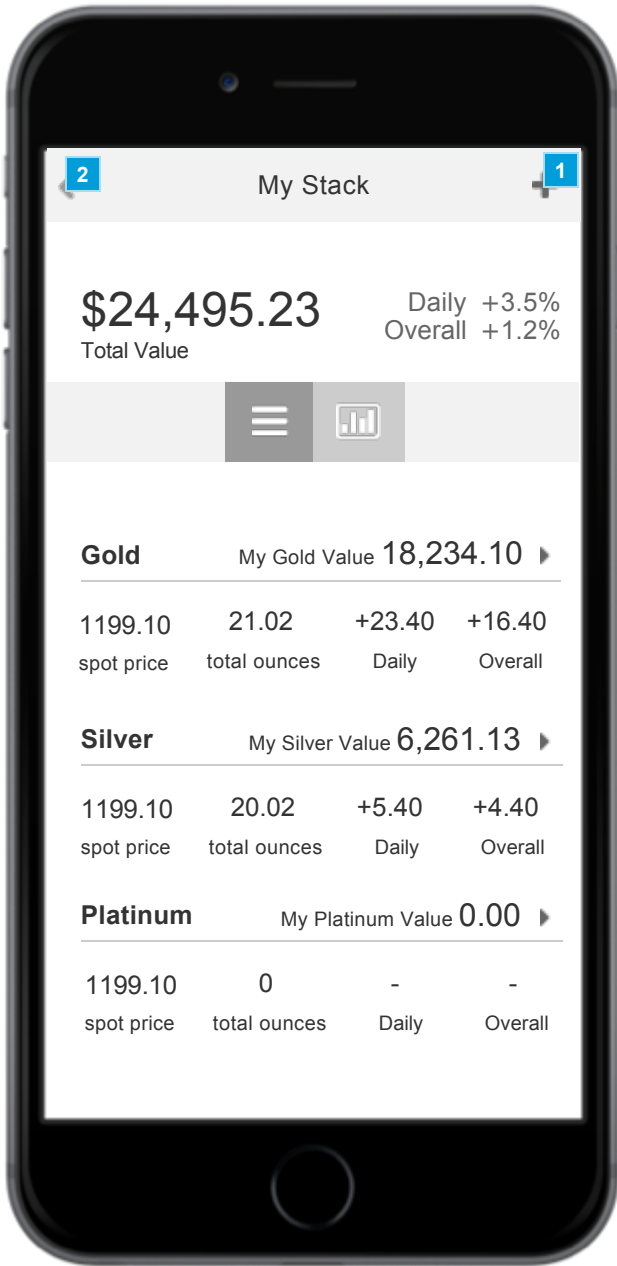 2 My Stack 1
$24,495.23 Daily +3.5%
Total Value Overall +1.2%
Gold My Gold Value 18,234.10
1199.10 21.02 +23.40 +16.40
spot price total ounces Daily Overall
Silver My Silver Value 6,261.13
1199.10 20.02 +5.40 +4.40
spot price total ounces Daily Overall
Platinum My Platinum Value 0.00
1199.10 0 - -
spot price total ounces Daily Overall